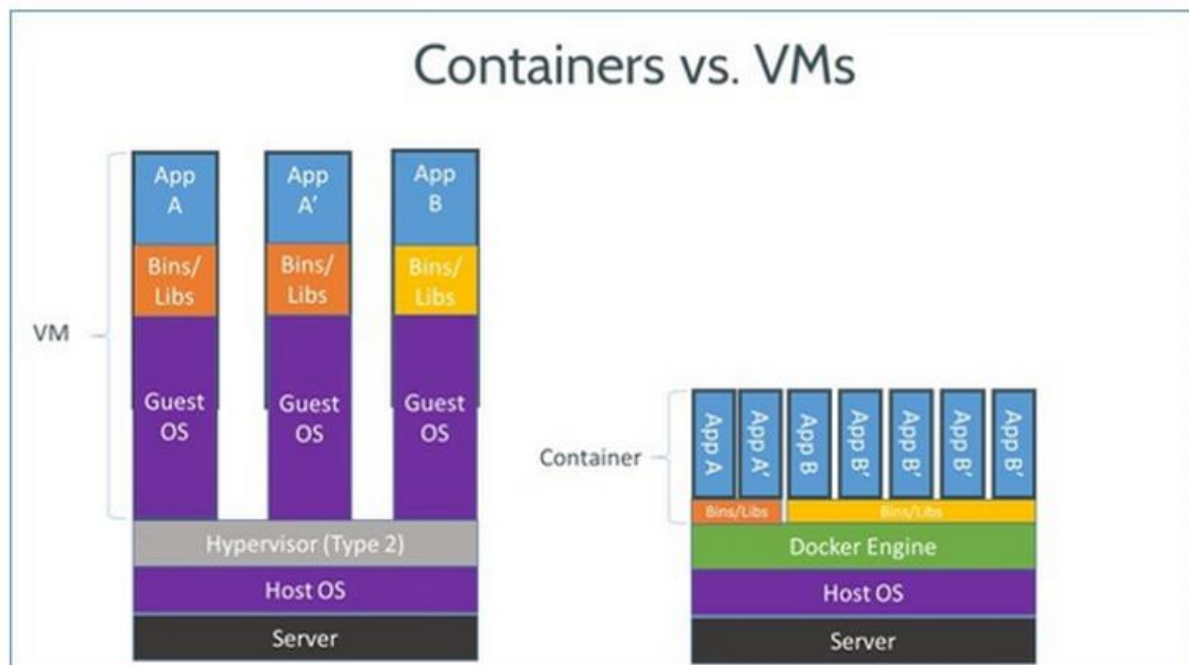 Containers vs. VMs
VM
App
A
Bins/
Libs
Guest
OS
App
A’
Bins/
Libs
Guest
OS
App
B
Bins/
Libs
Guest
OS
Hypervisor (Type 2)
Host OS
Server
Container
App A
App A’
App B
App B’
App B’
App B’
App B’
Bins/Libs
Bins/Libs
Docker Engine
Host OS
Server